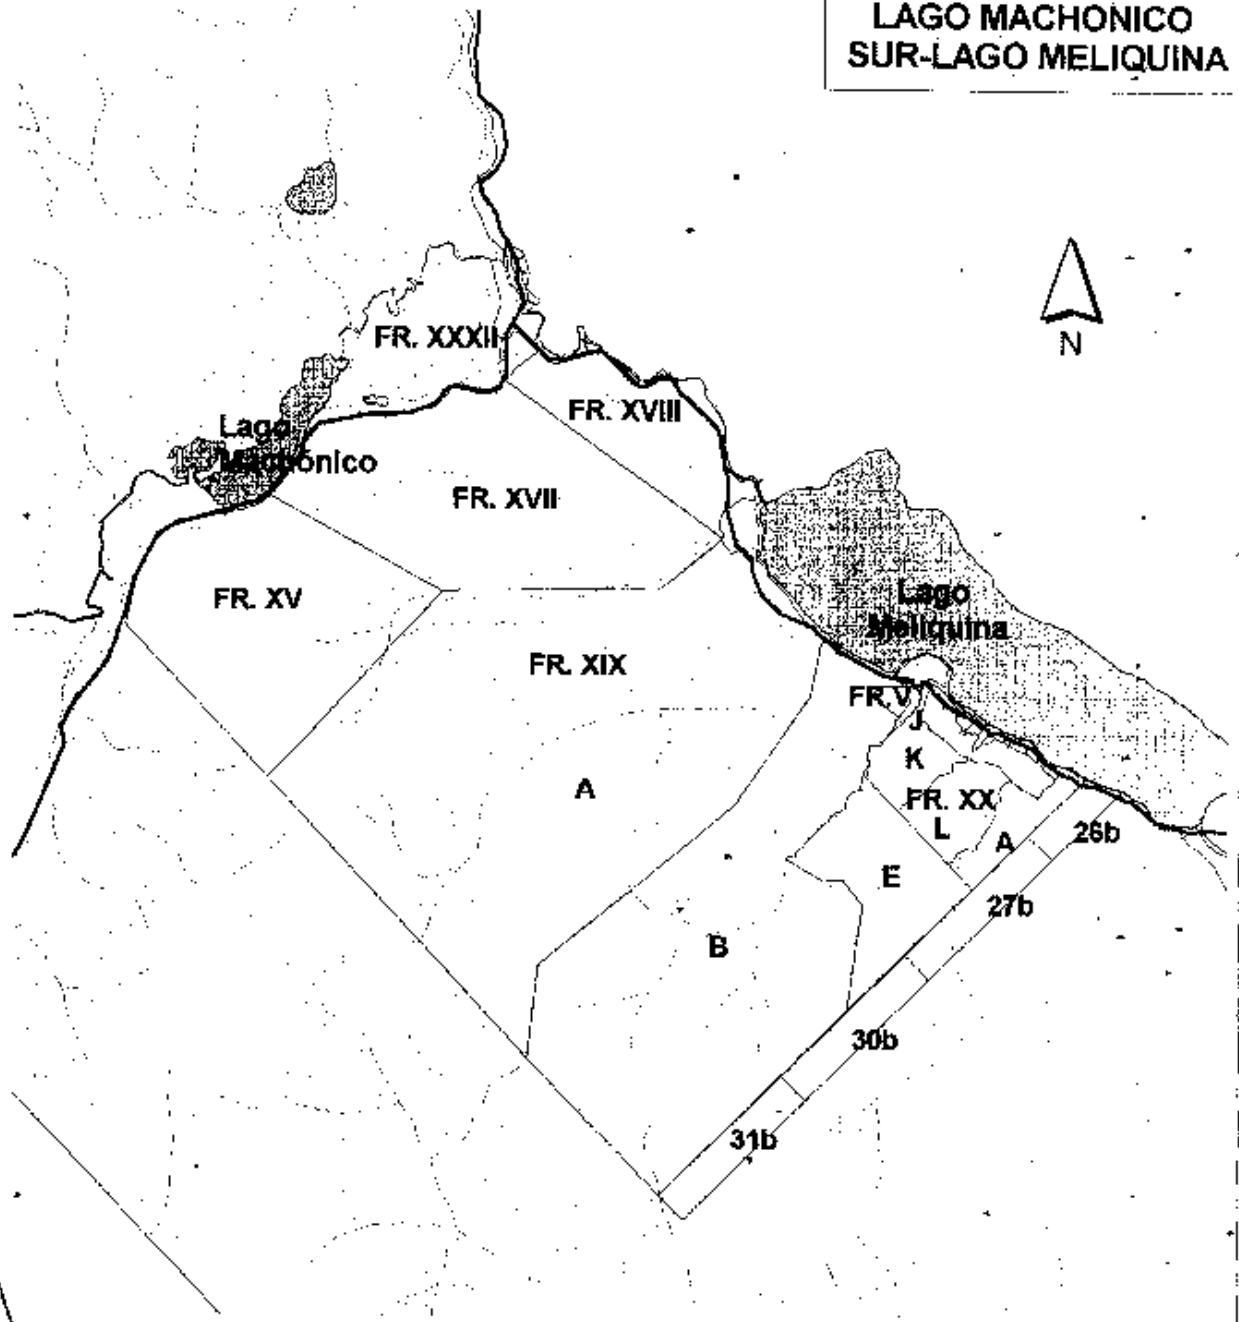 LAGO MACHONICO
SUR-LAGO MELIQUINA
N
FR. XXXII
FR. XVIII
Lago
Machónico
FR. XVII
FR. XV
Lago
Meliquina
FR. XIX
FR. V
J
K
A
FR. XX
L
A
26b
E
27b
B
30b
31b